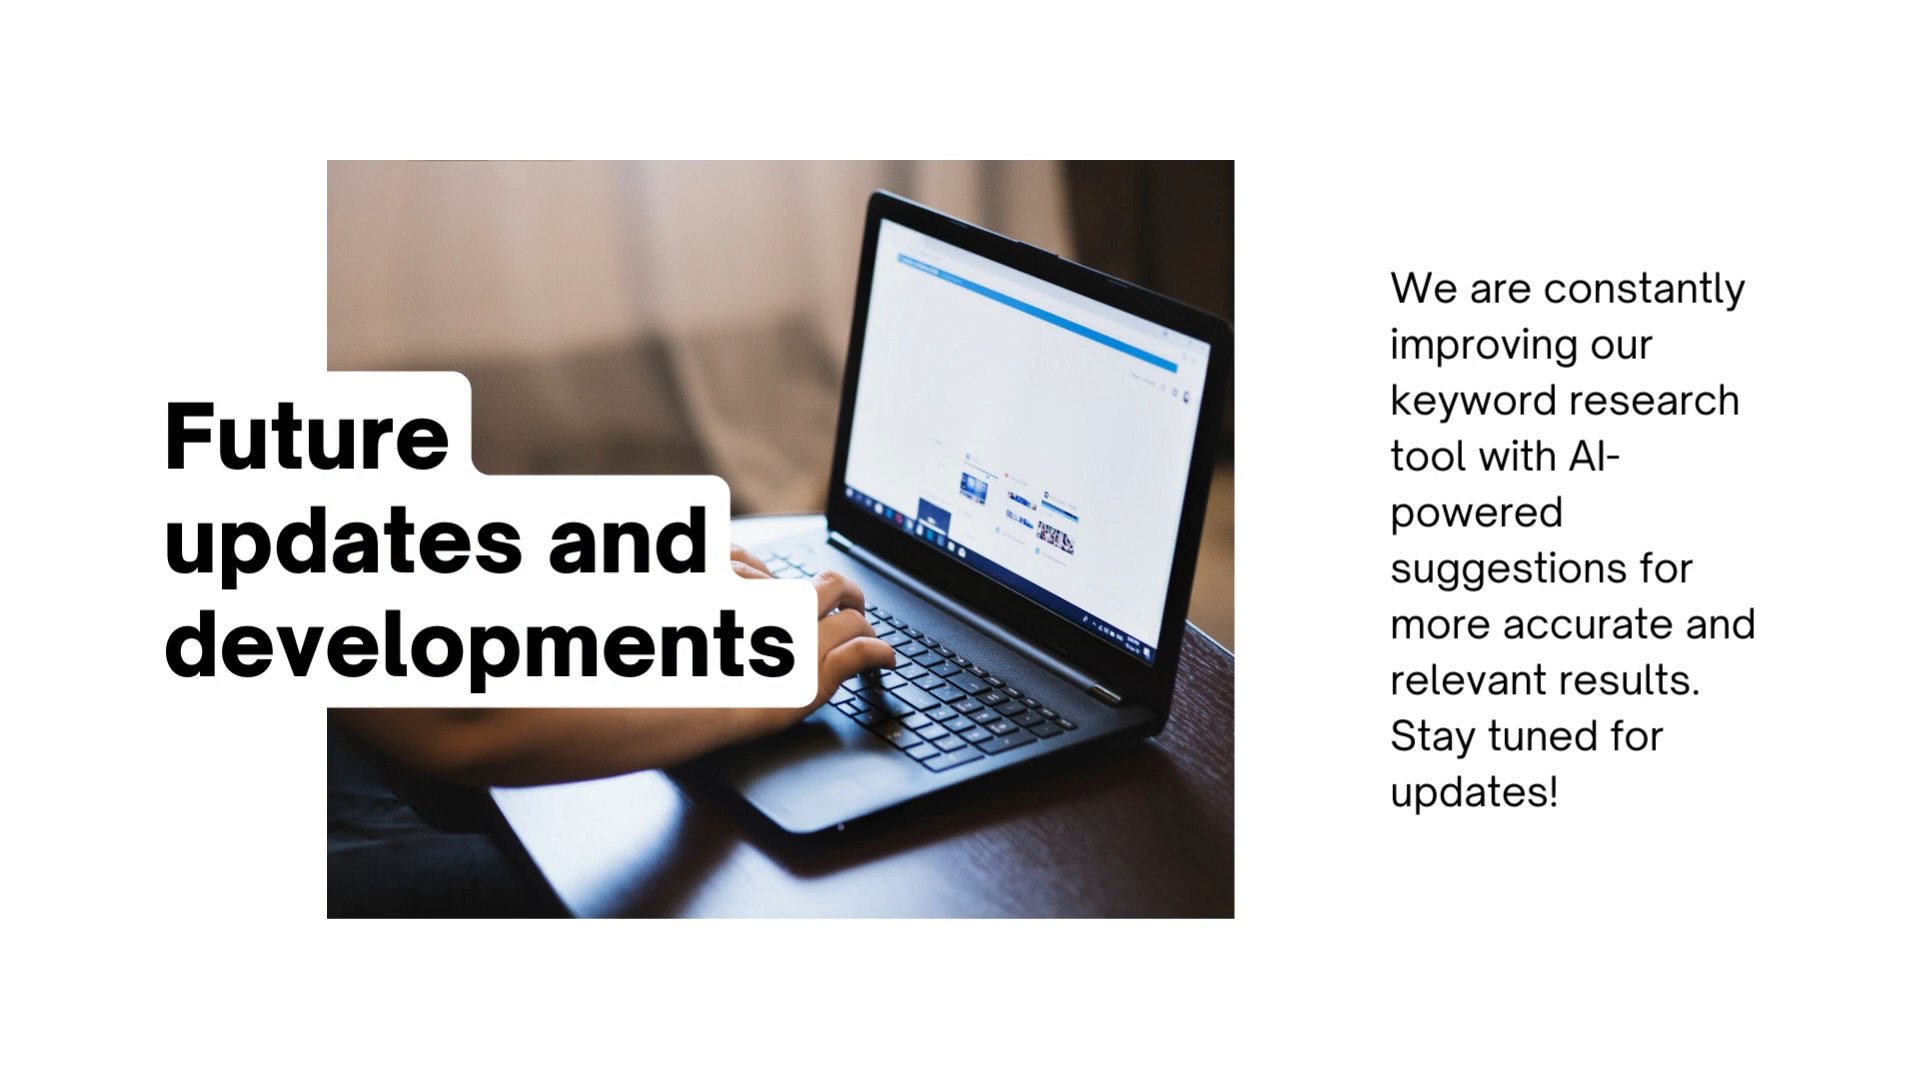 Future
updates and
developments
We are constantly
improving our
keyword research
tool with AI-
powered
suggestions for
more accurate and
relevant results.
Stay tuned for
updates!